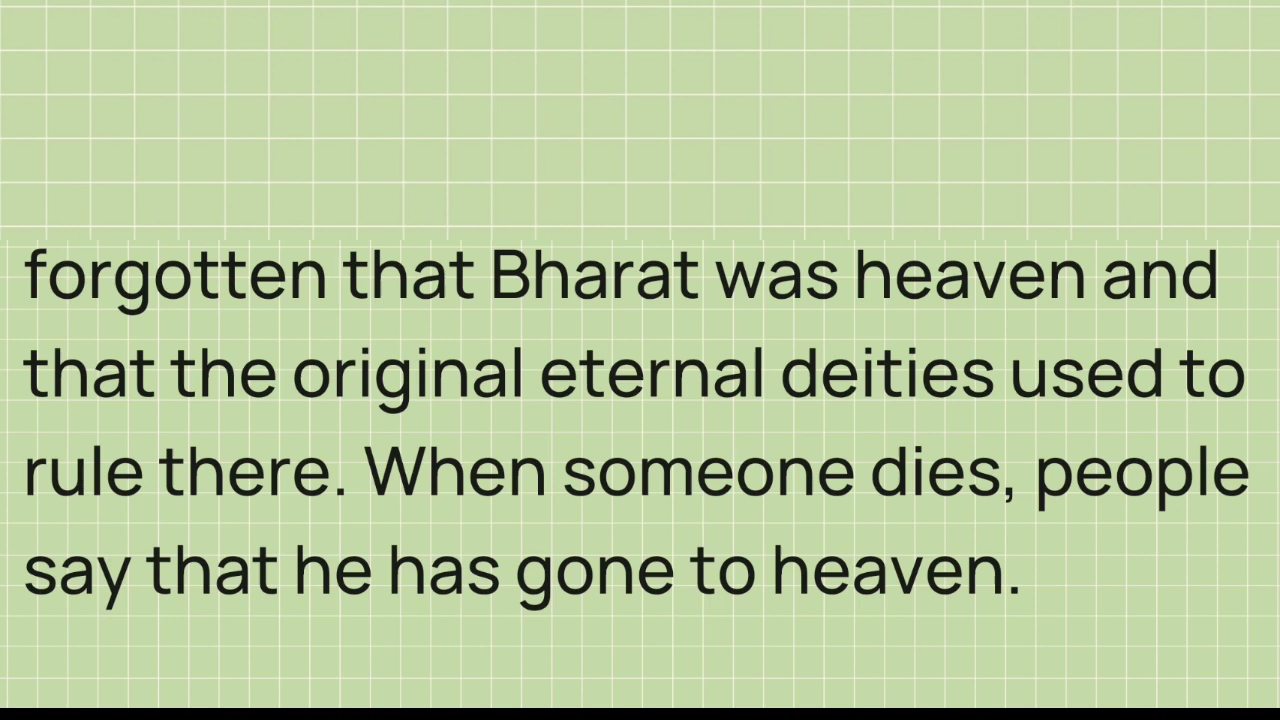 forgotten that Bharat was heaven and
that the original eternal deities used to
rule there. When someone dies, people
say that he has gone to heaven.